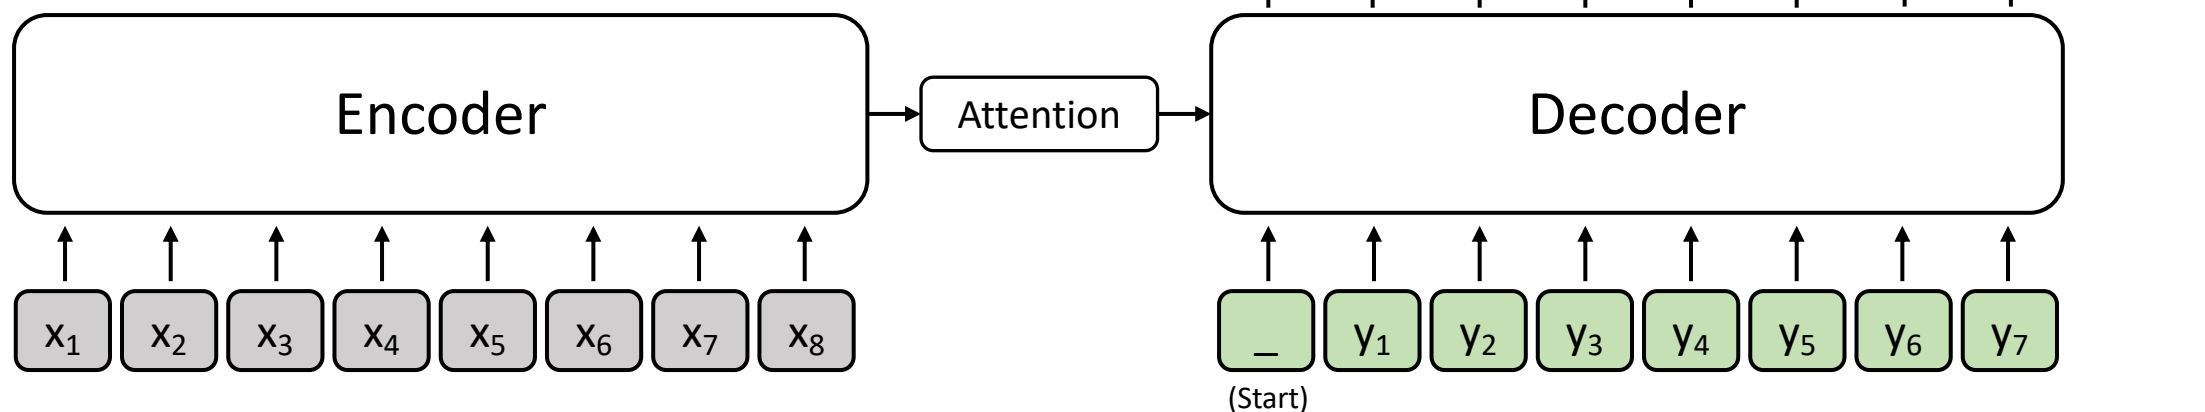 Encoder
Attention
Decoder
x₁ x₂ x₃ x₄ x₅ x₆ x₇ x₈
_ y₁ y₂ y₃ y₄ y₅ y₆ y₇
(Start)